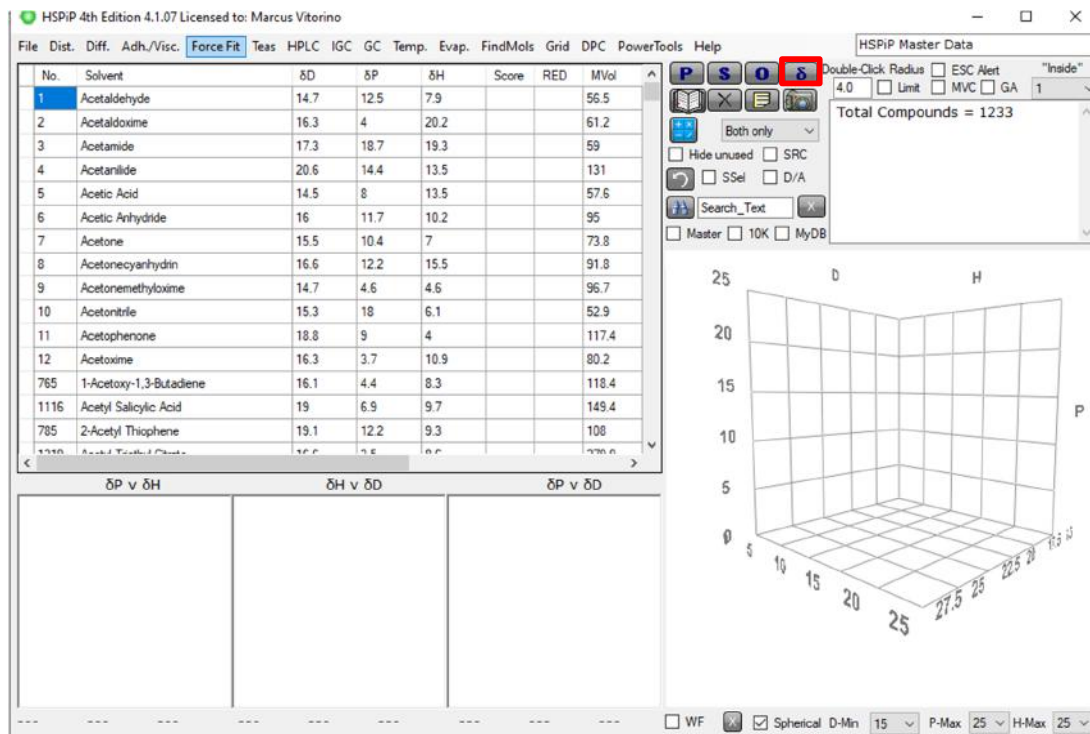 HSPiP 4th Edition 4.1.07 Licensed to: Marcus Vitorino
File Dist. Diff. Adh./Visc. Force Fit Teas HPLC IGC GC Temp. Evap. FindMols Grid DPC PowerTools Help
HSPiP Master Data
No. Solvent δD δP δH Score RED MVol
1 Acetaldehyde 14.7 12.5 7.9 56.5
2 Acetaldoxime 16.3 4 20.2 61.2
3 Acetamide 17.3 18.7 19.3 59
4 Acetanilide 20.6 14.4 13.5 131
5 Acetic Acid 14.5 8 13.5 57.6
6 Acetic Anhydride 16 11.7 10.2 95
7 Acetone 15.5 10.4 7 73.8
8 Acetonecyanhydrin 16.6 12.2 15.5 91.8
9 Acetonemethyloxime 14.7 4.6 4.6 96.7
10 Acetonitrile 15.3 18 6.1 52.9
11 Acetophenone 18.8 9 4 117.4
12 Acetoxime 16.3 3.7 10.9 80.2
765 1-Acetoxy-1,3-Butadiene 16.1 4.4 8.3 118.4
1116 Acetyl Salicylic Acid 19 6.9 9.7 149.4
785 2-Acetyl Thiophene 19.1 12.2 9.3 108
P S O δ
Double-Click Radius ESC Alert "Inside"
4.0 Limit MVC GA 1
Both only
Hide unused SRC
SSel D/A
Search_Text X
Master 10K MyDB
Total Compounds = 1233
δP v δH δH v δD δP v δD
D H
25
20
15
10
5
0
P
5 10 15 20 25
27.5 25 22.5 20
--- --- --- --- --- --- --- --- ---
WF X Spherical D-Min 15 P-Max 25 H-Max 25